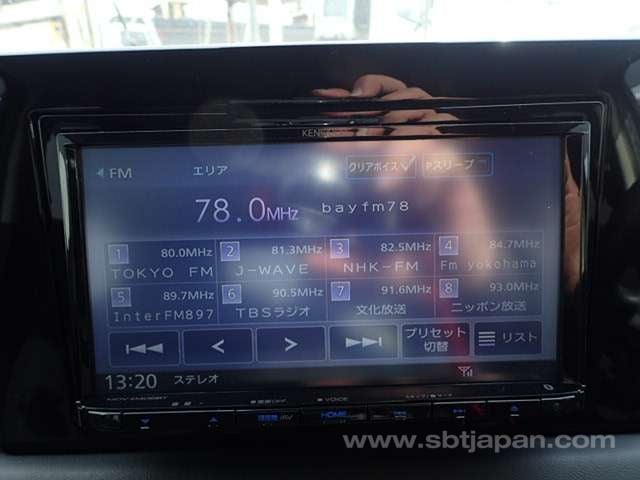 KENWOOD
FM エリア クリアボイス Pスリープ
78.0MHz bayfm78
1 80.0MHz 2 81.3MHz 3 82.5MHz 4 84.7MHz
TOKYO FM J-WAVE NHK-FM Fm yokohama
5 89.7MHz 6 90.5MHz 7 91.6MHz 8 93.0MHz
InterFM897 TBSラジオ 文化放送 ニッポン放送
プリセット リスト
切替
13:20 ステレオ
VOICE
AV HOME
www.sbtjapan.com